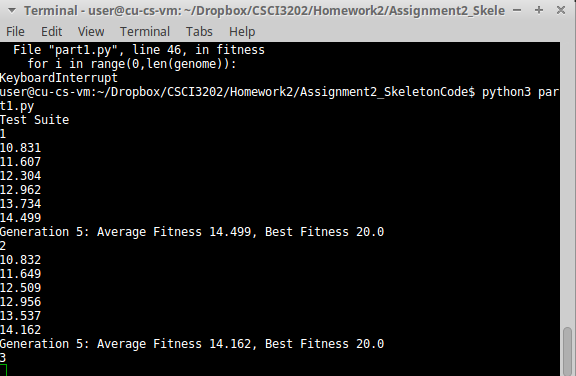 Terminal - user@cu-cs-vm: ~/Dropbox/CSCI3202/Homework2/Assignment2_Skele
File Edit View Terminal Tabs Help
  File "part1.py", line 46, in fitness
    for i in range(0,len(genome)):
KeyboardInterrupt
user@cu-cs-vm:~/Dropbox/CSCI3202/Homework2/Assignment2_SkeletonCode$ python3 par
t1.py
Test Suite
1
10.831
11.607
12.304
12.962
13.734
14.499
Generation 5: Average Fitness 14.499, Best Fitness 20.0
2
10.832
11.649
12.509
12.956
13.537
14.162
Generation 5: Average Fitness 14.162, Best Fitness 20.0
3